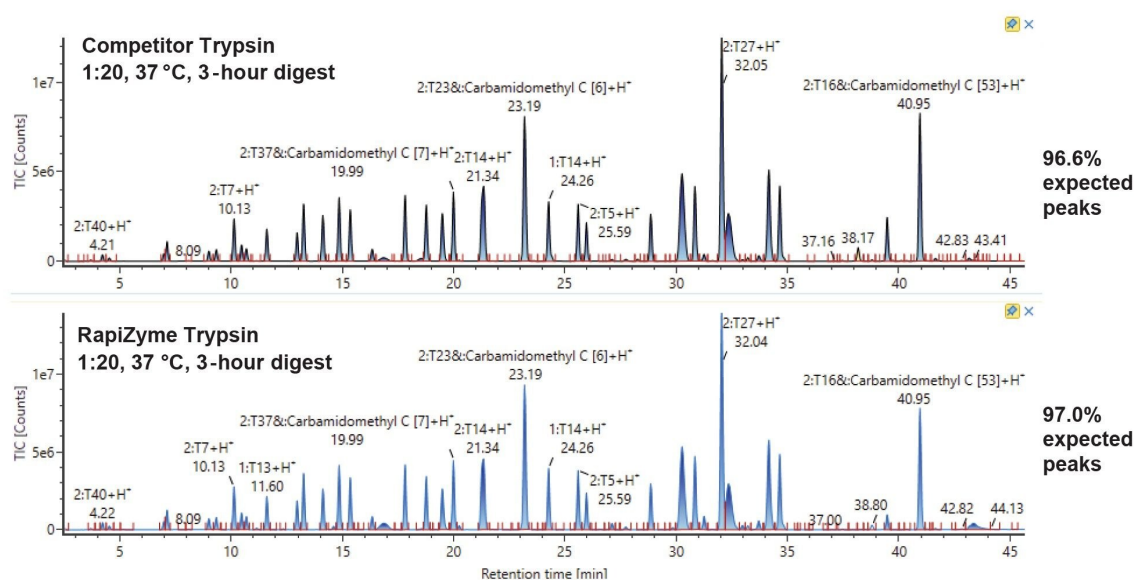 Competitor Trypsin
1:20, 37 °C, 3-hour digest
TIC [Counts]
1e7
5e6
0
2:T40+H⁺
4.21
8.09
2:T7+H⁺
10.13
2:T37&:Carbamidomethyl C [7]+H⁺
19.99
2:T14+H⁺
21.34
2:T23&:Carbamidomethyl C [6]+H⁺
23.19
1:T14+H⁺
24.26
2:T5+H⁺
25.59
2:T27+H⁺
32.05
37.16
38.17
2:T16&:Carbamidomethyl C [53]+H⁺
40.95
42.83
43.41
5 10 15 20 25 30 35 40 45
96.6%
expected
peaks
RapiZyme Trypsin
1:20, 37 °C, 3-hour digest
TIC [Counts]
1e7
5e6
0
2:T40+H⁺
4.22
8.09
2:T7+H⁺
10.13
1:T13+H⁺
11.60
2:T37&:Carbamidomethyl C [7]+H⁺
19.99
2:T14+H⁺
21.34
2:T23&:Carbamidomethyl C [6]+H⁺
23.19
1:T14+H⁺
24.26
2:T5+H⁺
25.59
2:T27+H⁺
32.04
37.00
38.80
2:T16&:Carbamidomethyl C [53]+H⁺
40.95
42.82
44.13
5 10 15 20 25 30 35 40 45
Retention time [min]
97.0%
expected
peaks